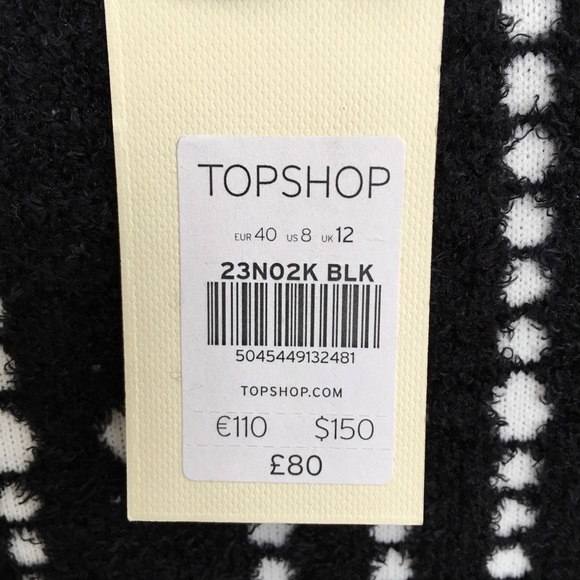 TOPSHOP
EUR 40 US 8 UK 12
23N02K BLK
5045449132481
TOPSHOP.COM
€110 $150
£80